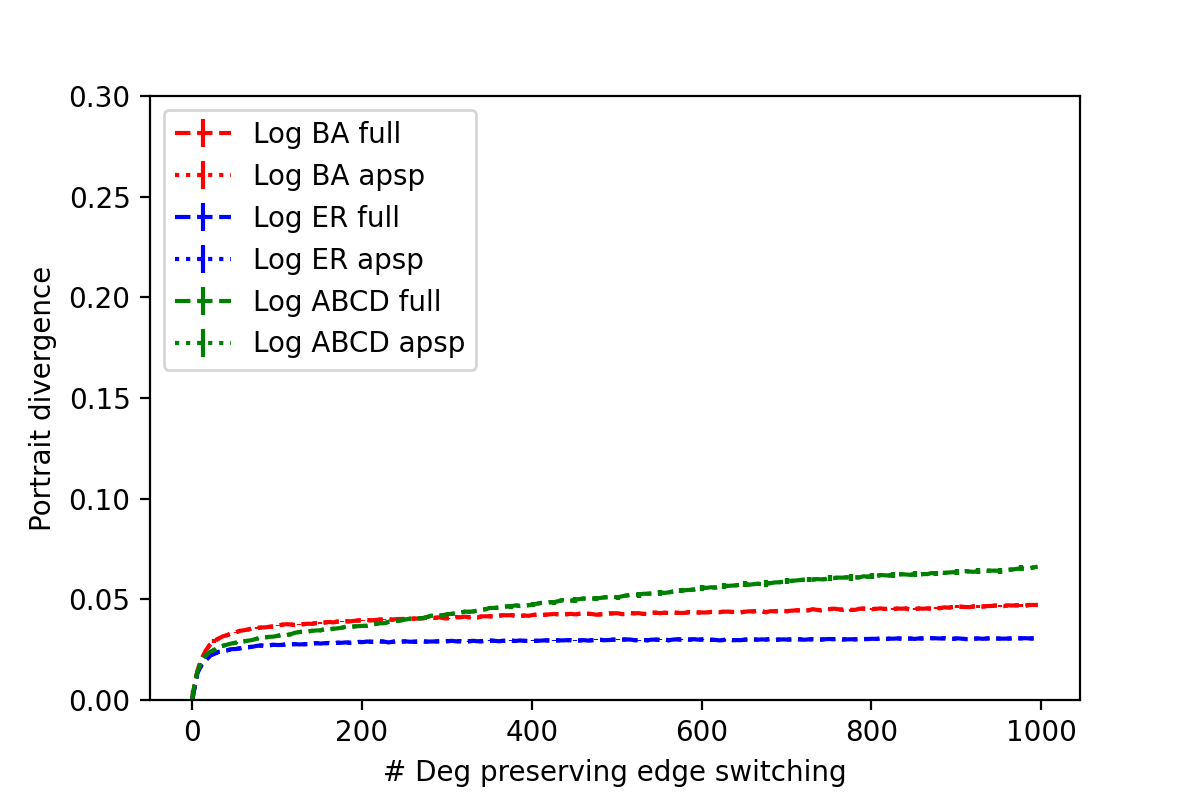 0.30
0.25
0.20
0.15
0.10
0.05
0.00
Portrait divergence
Log BA full
Log BA apsp
Log ER full
Log ER apsp
Log ABCD full
Log ABCD apsp
0 200 400 600 800 1000
# Deg preserving edge switching